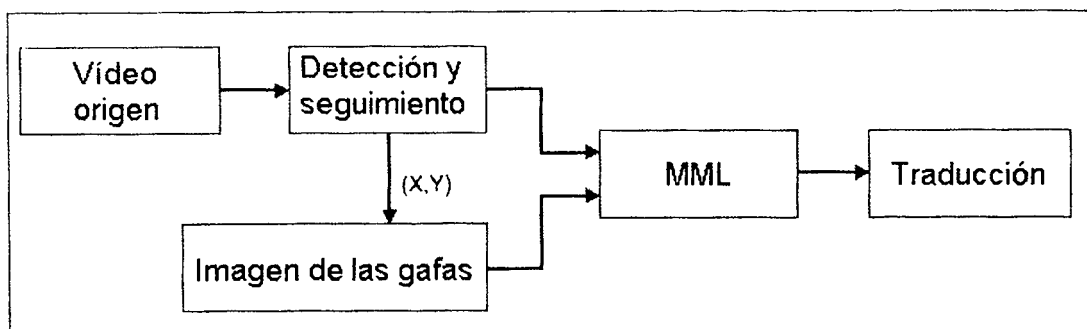 Vídeo
origen
Detección y
seguimiento
(X,Y)
Imagen de las gafas
MML
Traducción